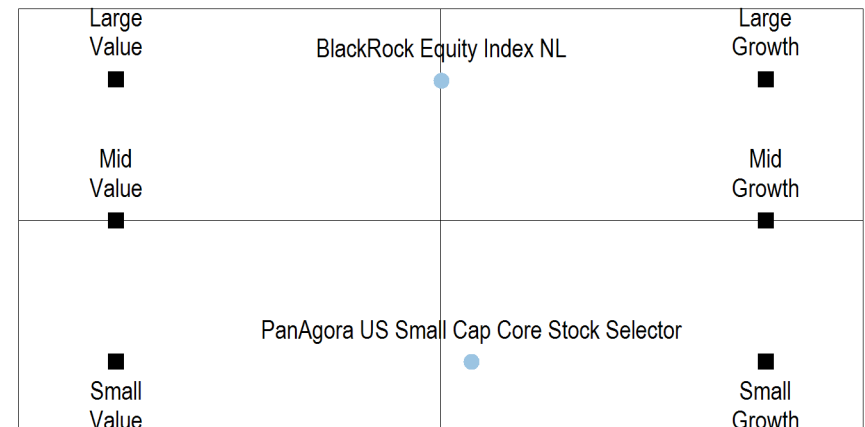 Large
Value
BlackRock Equity Index NL
Large
Growth
Mid
Value
Mid
Growth
PanAgora US Small Cap Core Stock Selector
Small
Value
Small
Growth